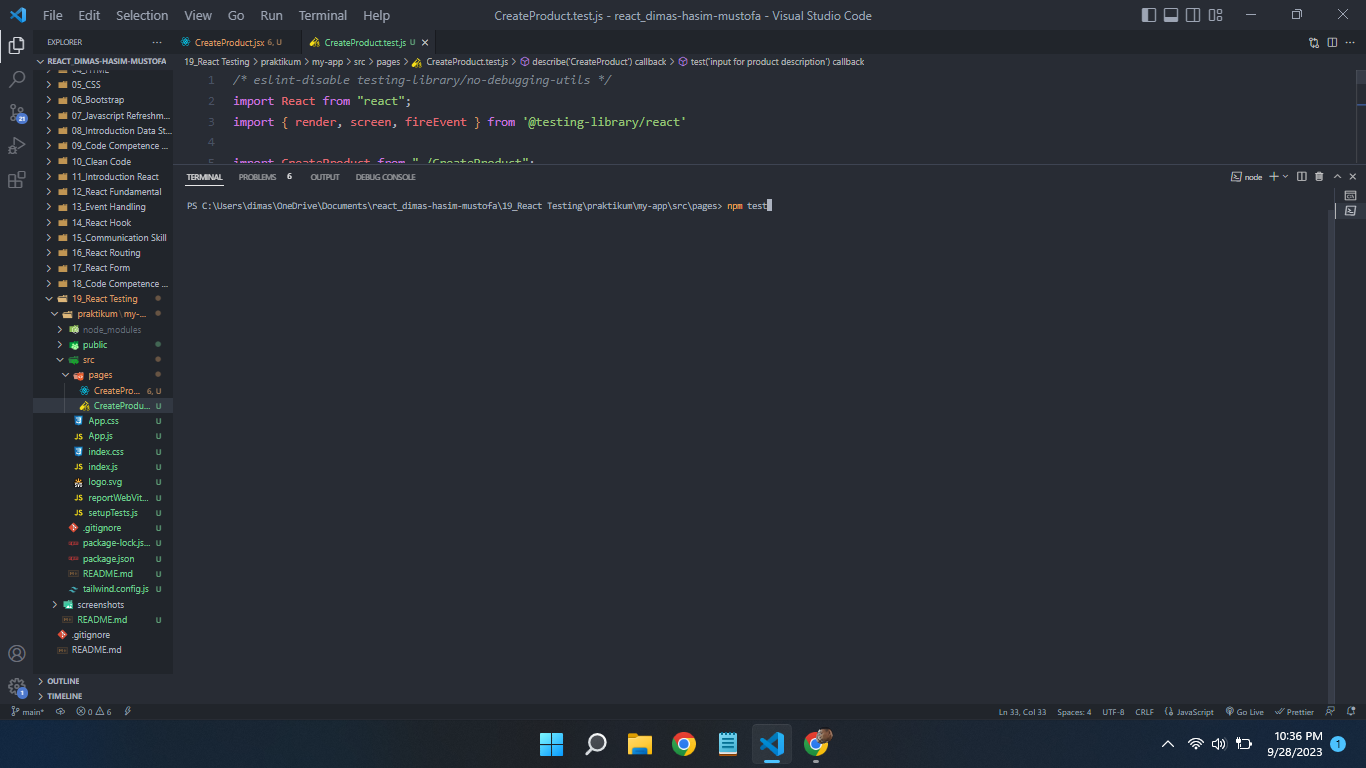 File Edit Selection View Go Run Terminal Help
CreateProduct.test.js - react_dimas-hasim-mustofa - Visual Studio Code
EXPLORER
CreateProduct.jsx 6, U
CreateProduct.test.js U
REACT_DIMAS-HASIM-MUSTOFA
04_HTML
05_CSS
06_Bootstrap
07_Javascript Refreshm...
08_Introduction Data St...
09_Code Competence ...
10_Clean Code
11_Introduction React
12_React Fundamental
13_Event Handling
14_React Hook
15_Communication Skill
16_React Routing
17_React Form
18_Code Competence ...
19_React Testing
praktikum\my-...
node_modules
public
src
pages
CreatePro... 6, U
CreateProdu... U
App.css U
App.js U
index.css U
index.js U
logo.svg U
reportWebVit... U
setupTests.js U
.gitignore U
package-lock.js... U
package.json U
README.md U
tailwind.config.js U
screenshots
README.md U
.gitignore
README.md
OUTLINE
TIMELINE
19_React Testing > praktikum > my-app > src > pages > CreateProduct.test.js > describe('CreateProduct') callback > test('input for product description') callback
1 /* eslint-disable testing-library/no-debugging-utils */
2 import React from "react";
3 import { render, screen, fireEvent } from '@testing-library/react'
4
5 import CreateProduct from "./CreateProduct";
TERMINAL PROBLEMS 6 OUTPUT DEBUG CONSOLE
node
PS C:\Users\dimas\OneDrive\Documents\react_dimas-hasim-mustofa\19_React Testing\praktikum\my-app\src\pages> npm test
21
1
main* 0 6
Ln 33, Col 33 Spaces: 4 UTF-8 CRLF JavaScript Go Live Prettier
10:36 PM
9/28/2023
1